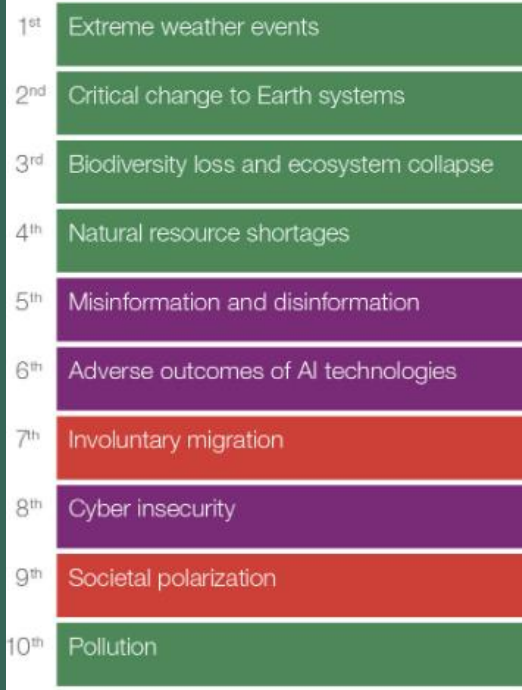 1st Extreme weather events
2nd Critical change to Earth systems
3rd Biodiversity loss and ecosystem collapse
4th Natural resource shortages
5th Misinformation and disinformation
6th Adverse outcomes of AI technologies
7th Involuntary migration
8th Cyber insecurity
9th Societal polarization
10th Pollution